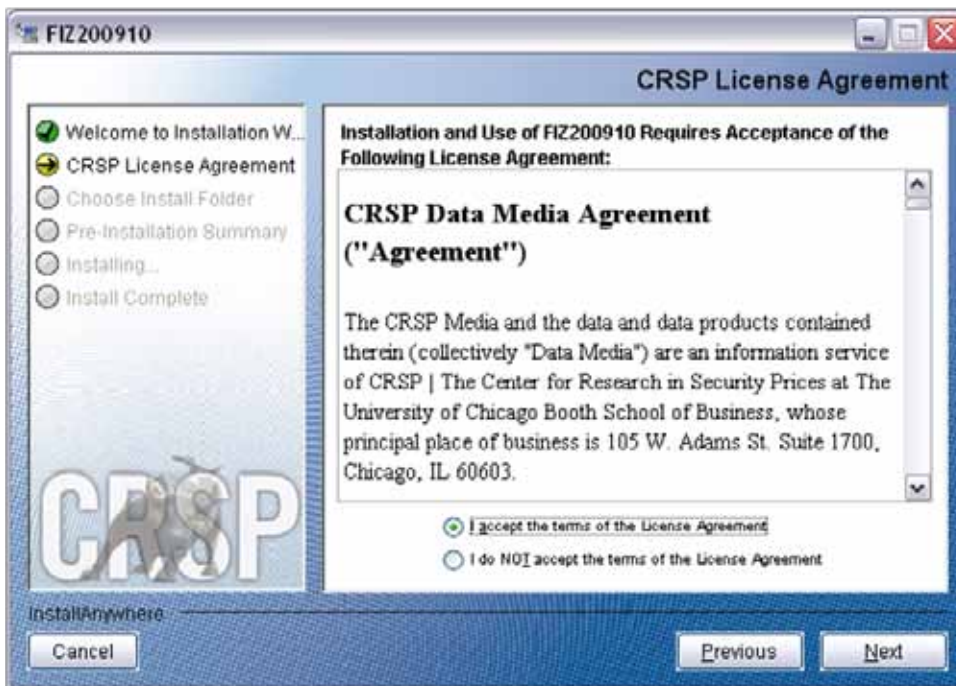 FIZ200910
CRSP License Agreement
Welcome to Installation W...
CRSP License Agreement
Choose Install Folder
Pre-Installation Summary
Installing...
Install Complete
CRSP
Installation and Use of FIZ200910 Requires Acceptance of the
Following License Agreement:
CRSP Data Media Agreement
("Agreement")
The CRSP Media and the data and data products contained
therein (collectively "Data Media") are an information service
of CRSP | The Center for Research in Security Prices at The
University of Chicago Booth School of Business, whose
principal place of business is 105 W. Adams St. Suite 1700,
Chicago, IL 60603.
I accept the terms of the License Agreement
I do NOT accept the terms of the License Agreement
InstallAnywhere
Cancel
Previous
Next